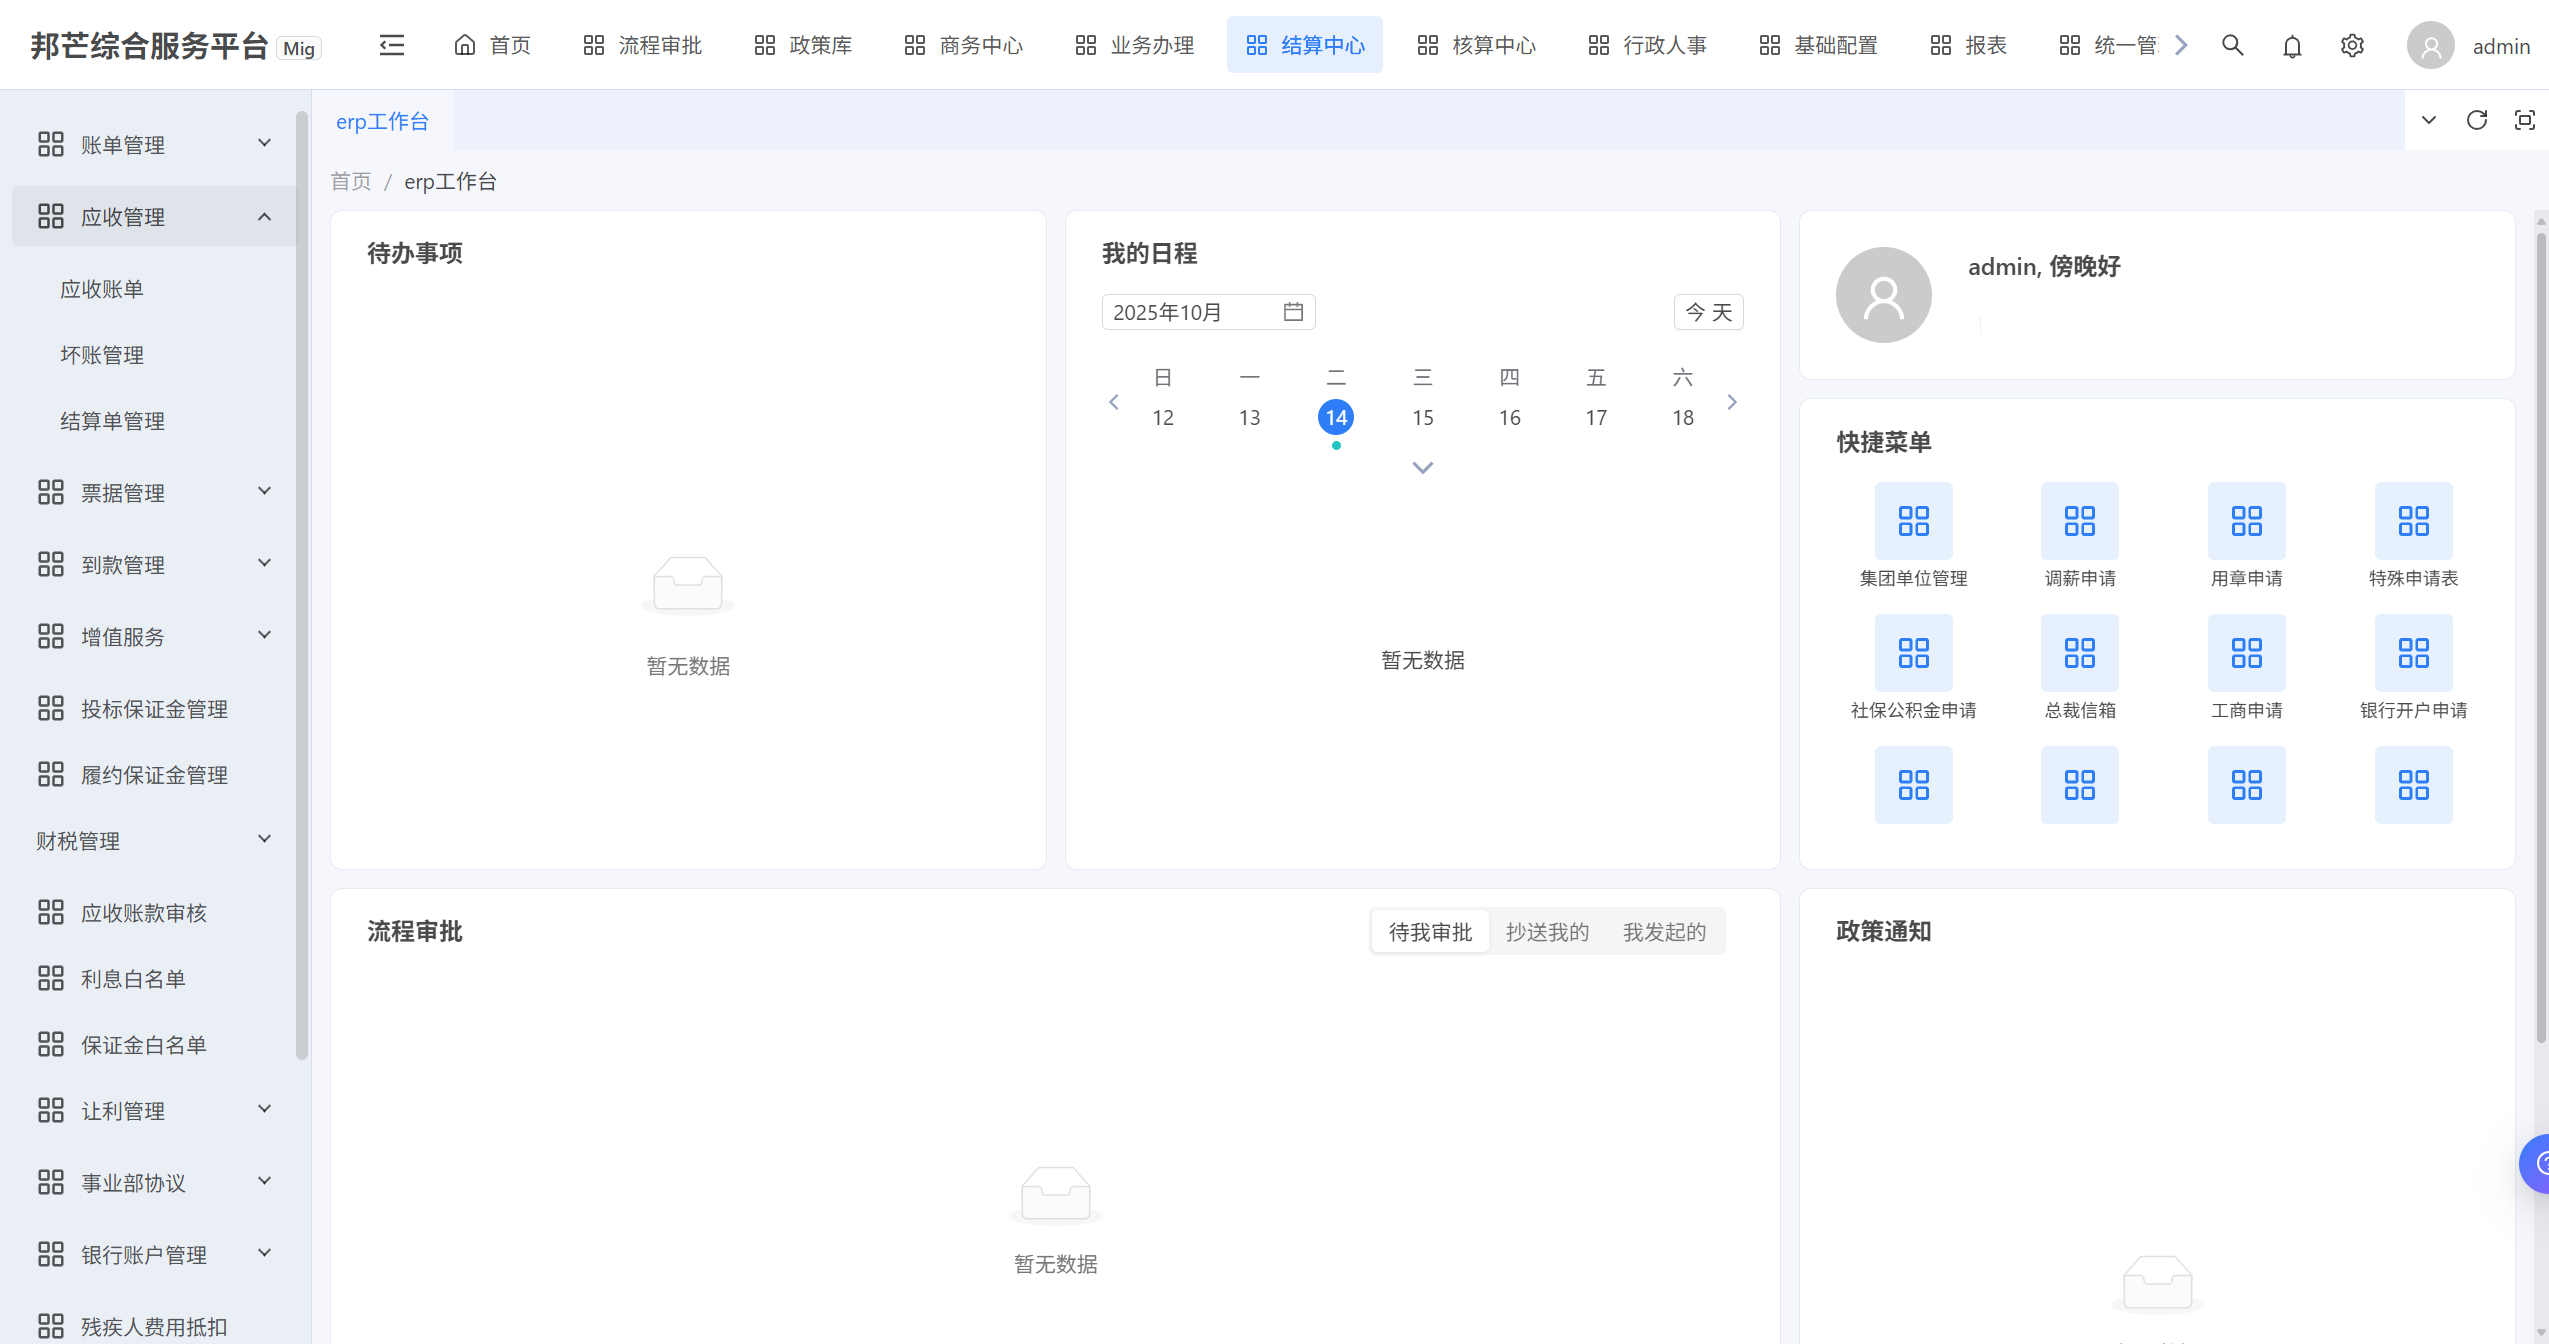 邦芒综合服务平台 Mig
首页 流程审批 政策库 商务中心 业务办理 结算中心 核算中心 行政人事 基础配置 报表 统一管
admin
账单管理
应收管理
应收账单
坏账管理
结算单管理
票据管理
到款管理
增值服务
投标保证金管理
履约保证金管理
财税管理
应收账款审核
利息白名单
保证金白名单
让利管理
事业部协议
银行账户管理
残疾人费用抵扣
erp工作台
首页 / erp工作台
待办事项
暂无数据
我的日程
2025年10月
今 天
日 一 二 三 四 五 六
12 13 14 15 16 17 18
暂无数据
admin, 傍晚好
快捷菜单
集团单位管理 调薪申请 用章申请 特殊申请表
社保公积金申请 总裁信箱 工商申请 银行开户申请
流程审批
待我审批 抄送我的 我发起的
暂无数据
政策通知